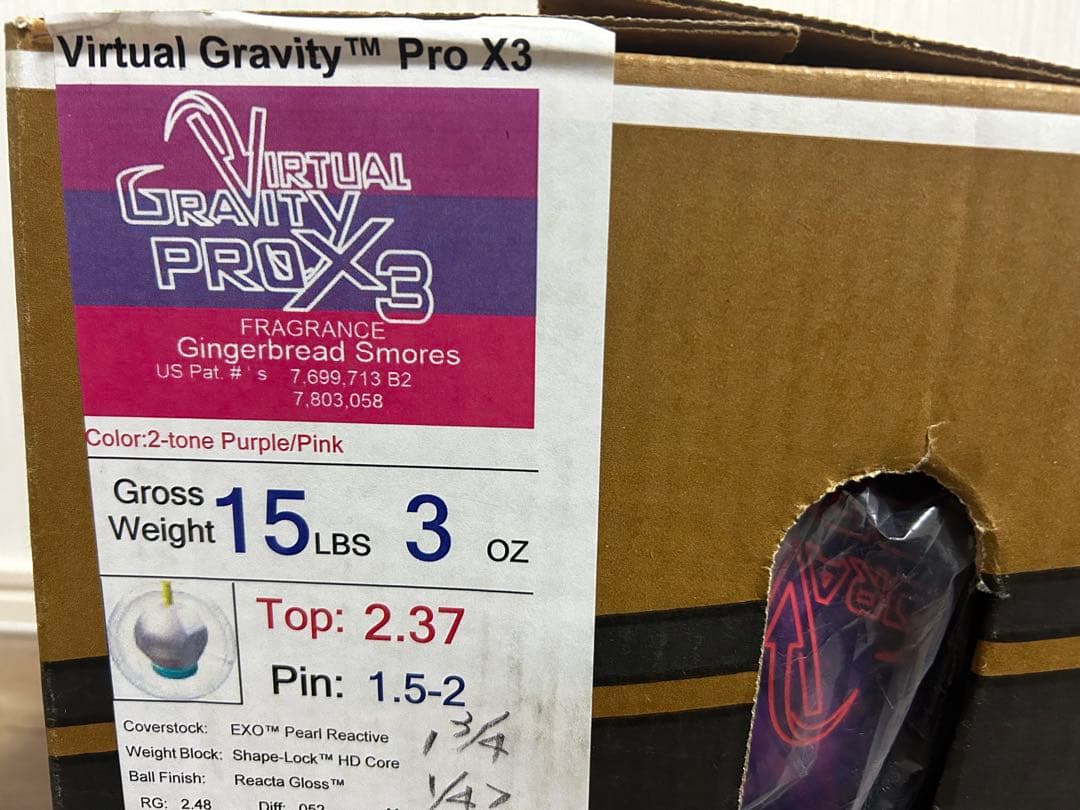 Virtual Gravity™ Pro X3
VIRTUAL
GRAVITY
PRO X3
FRAGRANCE
Gingerbread Smores
US Pat. #'s 7,699,713 B2
7,803,058
Color:2-tone Purple/Pink
Gross
Weight 15 LBS 3 OZ
Top: 2.37
Pin: 1.5-2
Coverstock: EXO™ Pearl Reactive
1 3/4
Weight Block: Shape-Lock™ HD Core
Ball Finish: Reacta Gloss™
RG: 2.48 Diff: .052